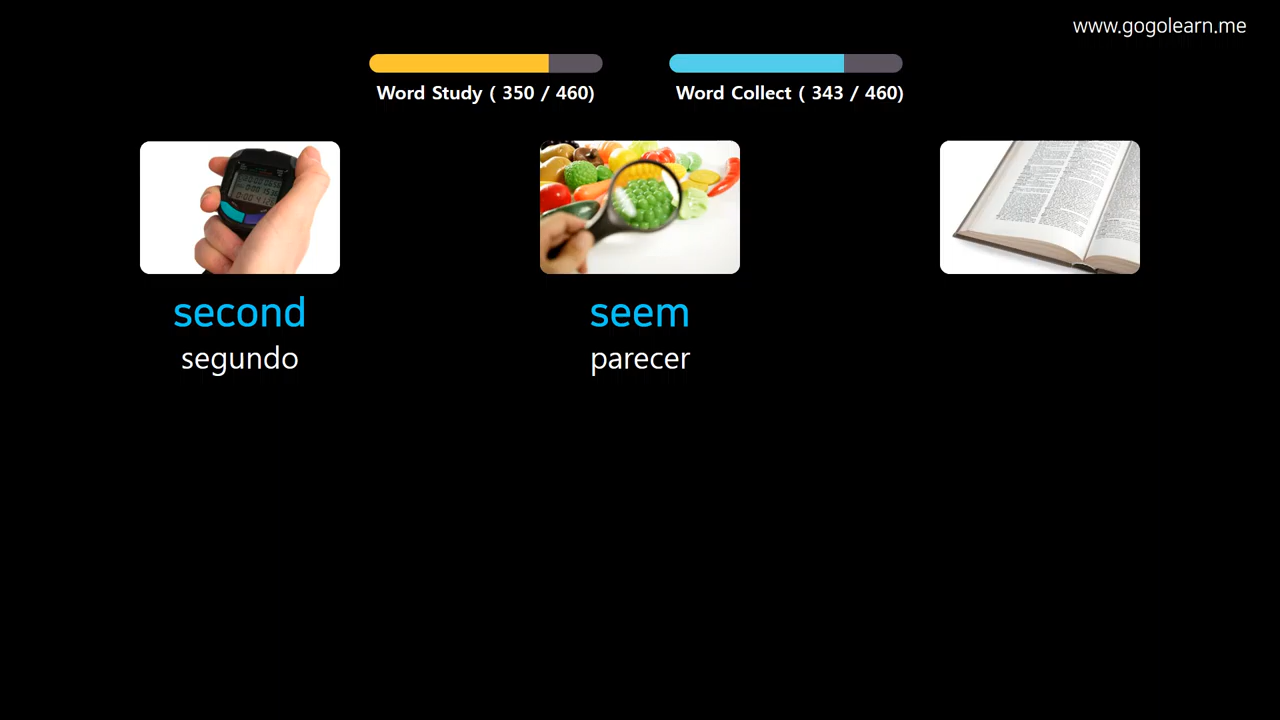 www.gogolearn.me
Word Study ( 350 / 460)
Word Collect ( 343 / 460)
second
segundo
seem
parecer